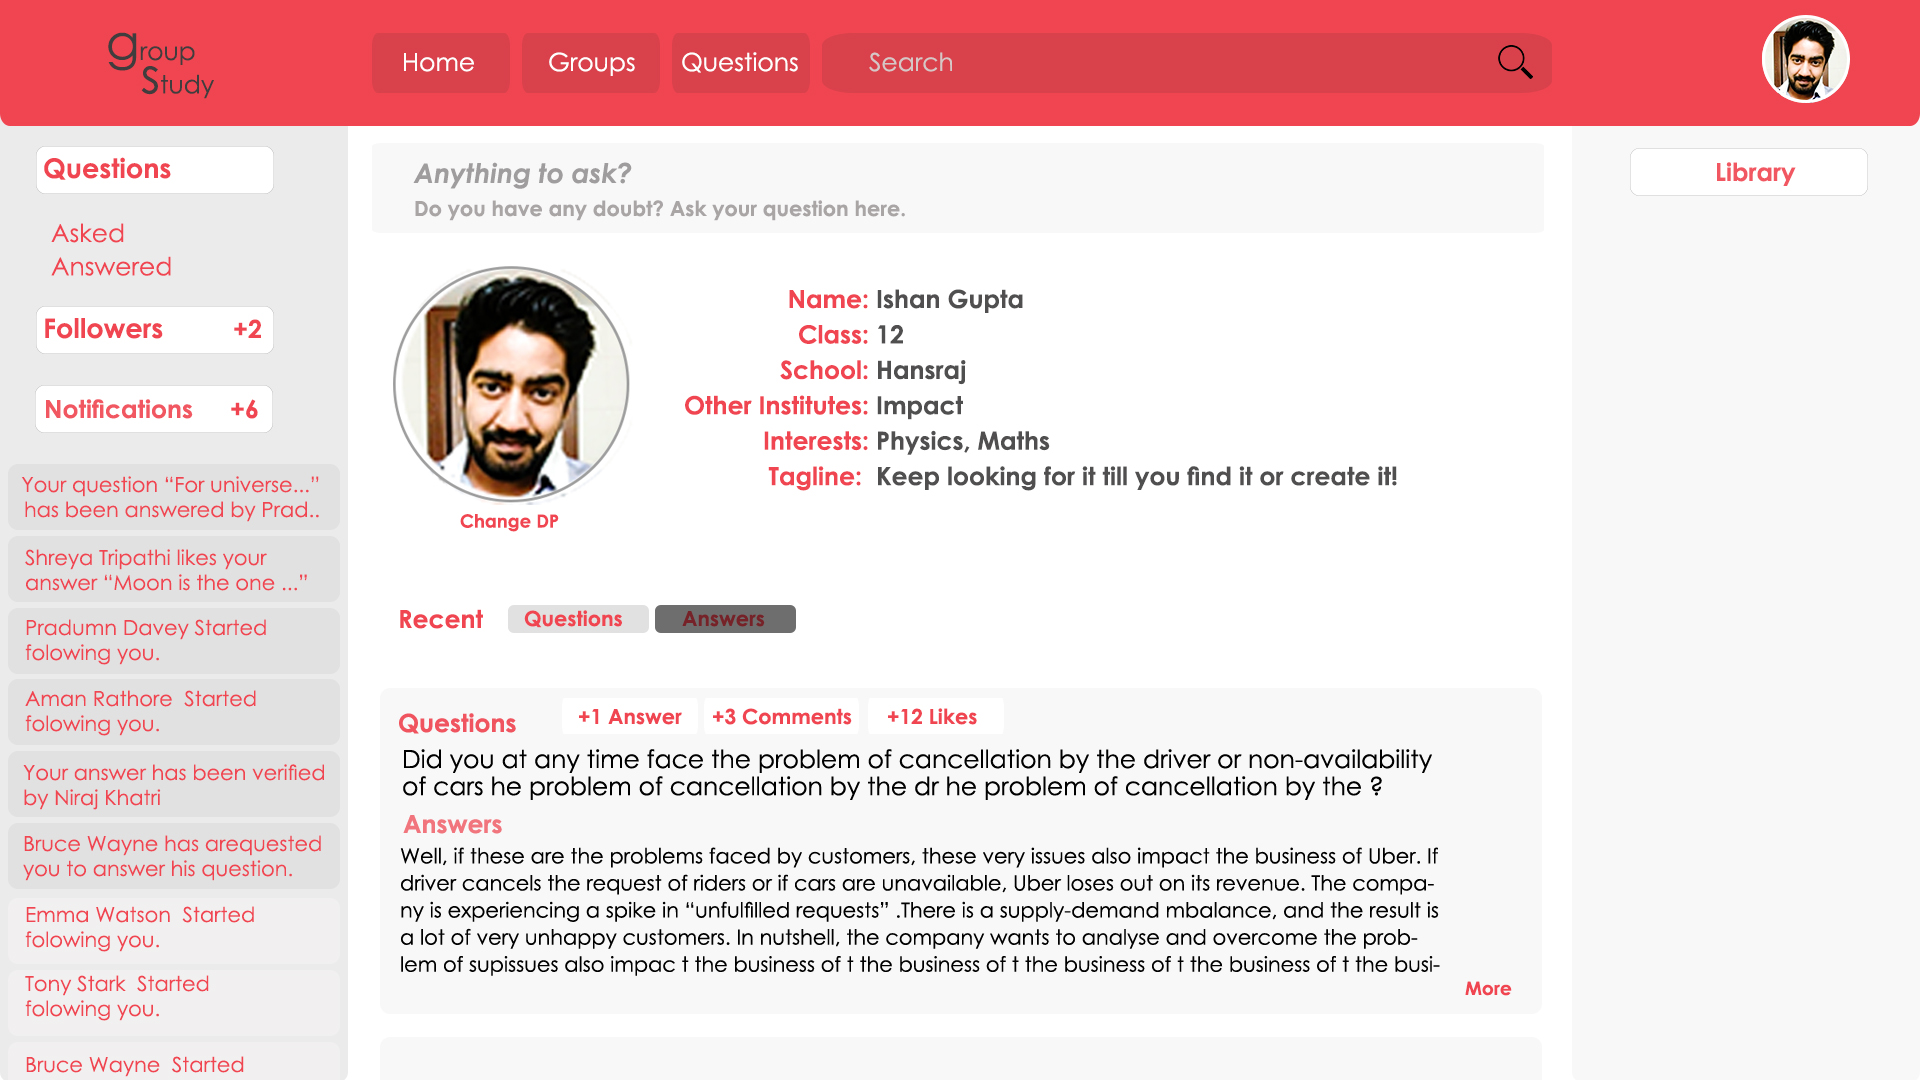 group
Study
Home
Groups
Questions
Search
Questions
Asked
Answered
Followers +2
Notifications +6
Your question “For universe...”
has been answered by Prad..
Shreya Tripathi likes your
answer “Moon is the one ...”
Pradumn Davey Started
folowing you.
Aman Rathore Started
folowing you.
Your answer has been verified
by Niraj Khatri
Bruce Wayne has arequested
you to answer his question.
Emma Watson Started
folowing you.
Tony Stark Started
folowing you.
Bruce Wayne Started
Anything to ask?
Do you have any doubt? Ask your question here.
Change DP
Name: Ishan Gupta
Class: 12
School: Hansraj
Other Institutes: Impact
Interests: Physics, Maths
Tagline: Keep looking for it till you find it or create it!
Recent Questions Answers
Questions +1 Answer +3 Comments +12 Likes
Did you at any time face the problem of cancellation by the driver or non-availability
of cars he problem of cancellation by the dr he problem of cancellation by the ?
Answers
Well, if these are the problems faced by customers, these very issues also impact the business of Uber. If
driver cancels the request of riders or if cars are unavailable, Uber loses out on its revenue. The compa-
ny is experiencing a spike in “unfulfilled requests” .There is a supply-demand mbalance, and the result is
a lot of very unhappy customers. In nutshell, the company wants to analyse and overcome the prob-
lem of supissues also impac t the business of t the business of t the business of t the business of t the busi-
More
Library